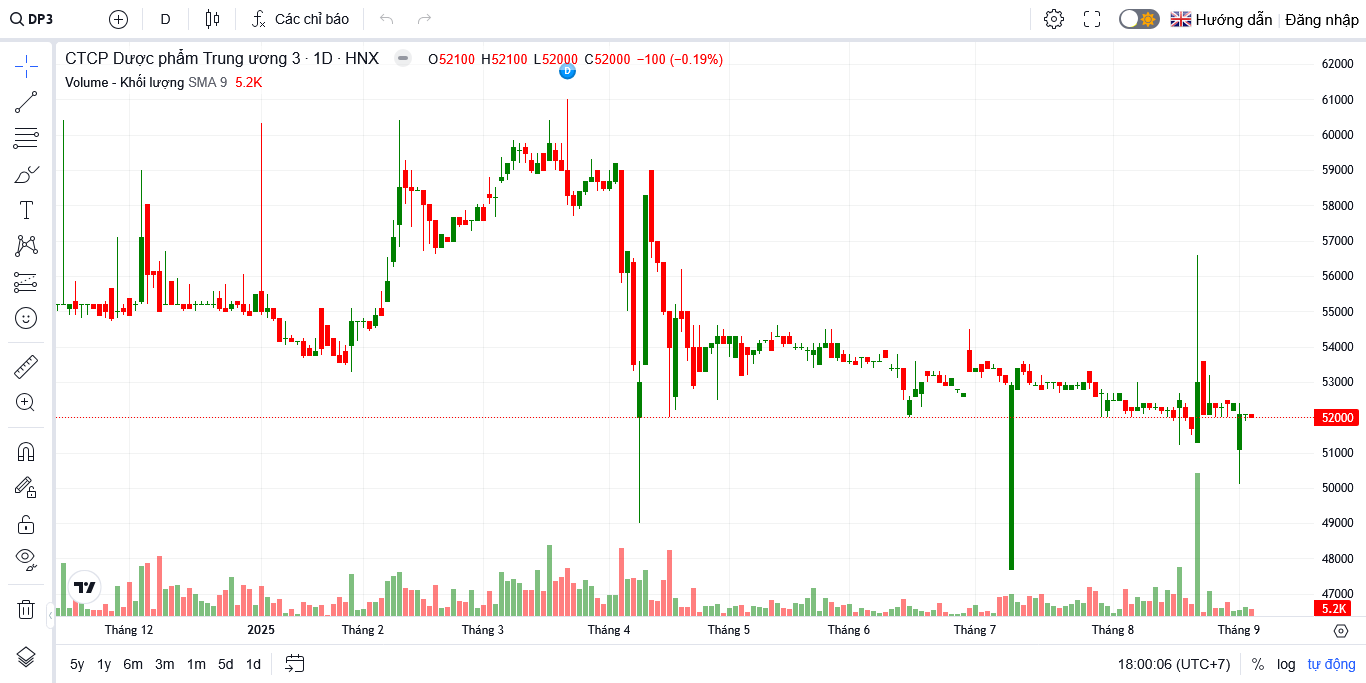 DP3 D Các chỉ báo Hướng dẫn Đăng nhập
CTCP Dược phẩm Trung ương 3 · 1D · HNX O52100 H52100 L52000 C52000 −100 (−0.19%)
D
Volume - Khối lượng SMA 9 5.2K
62000
61000
60000
59000
58000
57000
56000
55000
54000
53000
52000
51000
50000
49000
48000
47000
5.2K
Tháng 12 2025 Tháng 2 Tháng 3 Tháng 4 Tháng 5 Tháng 6 Tháng 7 Tháng 8 Tháng 9
5y 1y 6m 3m 1m 5d 1d 18:00:06 (UTC+7) % log tự động